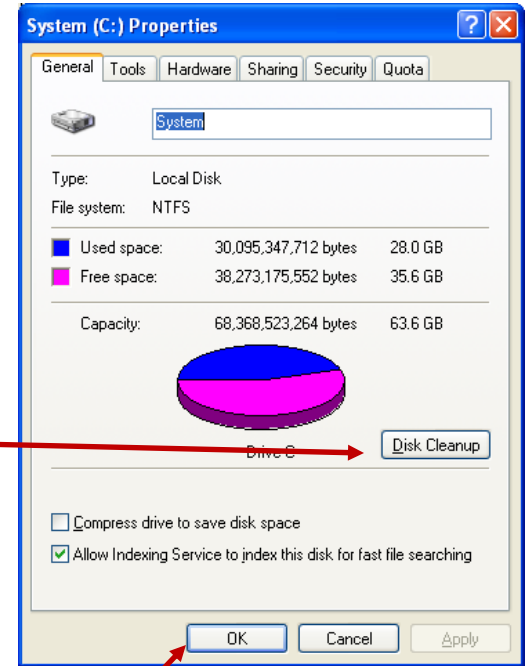 System (C:) Properties
General Tools Hardware Sharing Security Quota
System
Type: Local Disk
File system: NTFS
Used space: 30,095,347,712 bytes 28.0 GB
Free space: 38,273,175,552 bytes 35.6 GB
Capacity: 68,368,523,264 bytes 63.6 GB
Drive C
Disk Cleanup
Compress drive to save disk space
Allow Indexing Service to index this disk for fast file searching
OK Cancel Apply